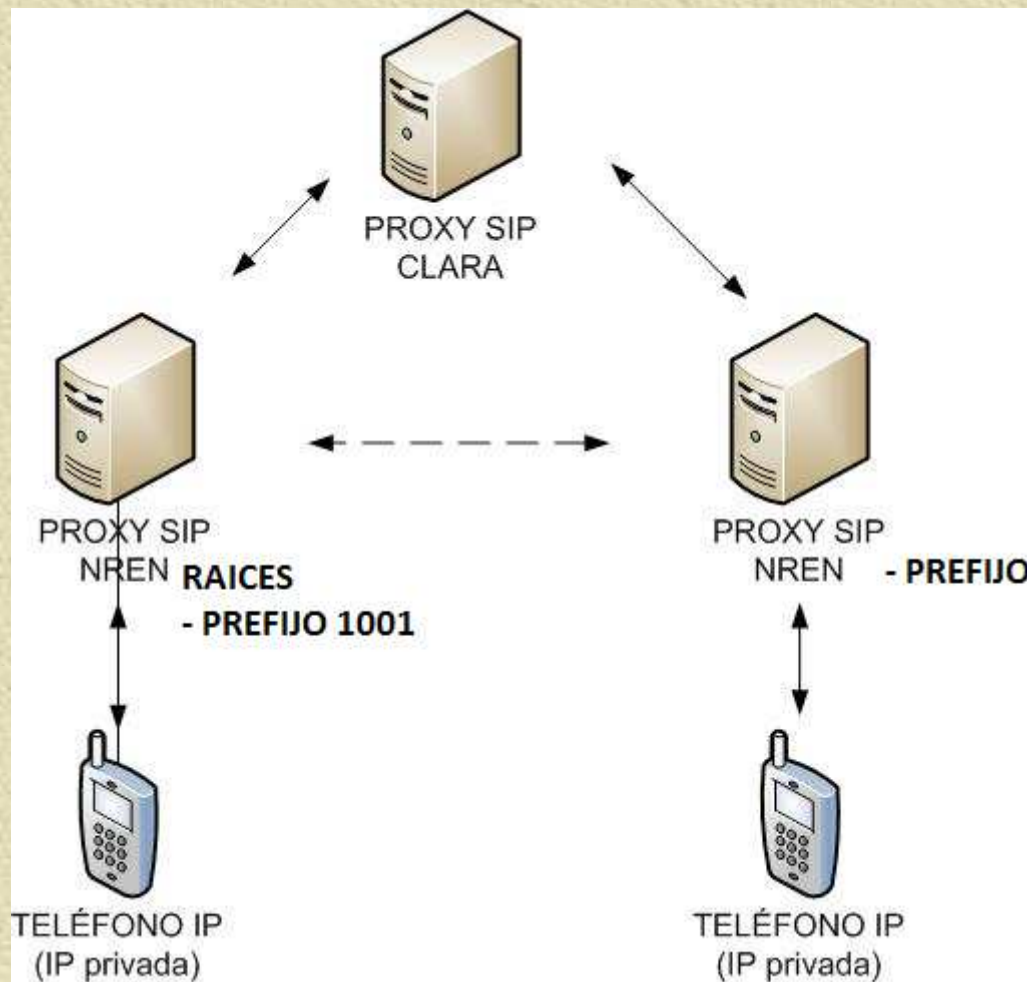 PROXY SIP
CLARA
PROXY SIP
NREN
RAICES
- PREFIJO 1001
PROXY SIP
NREN
- PREFIJO
TELÉFONO IP
(IP privada)
TELÉFONO IP
(IP privada)